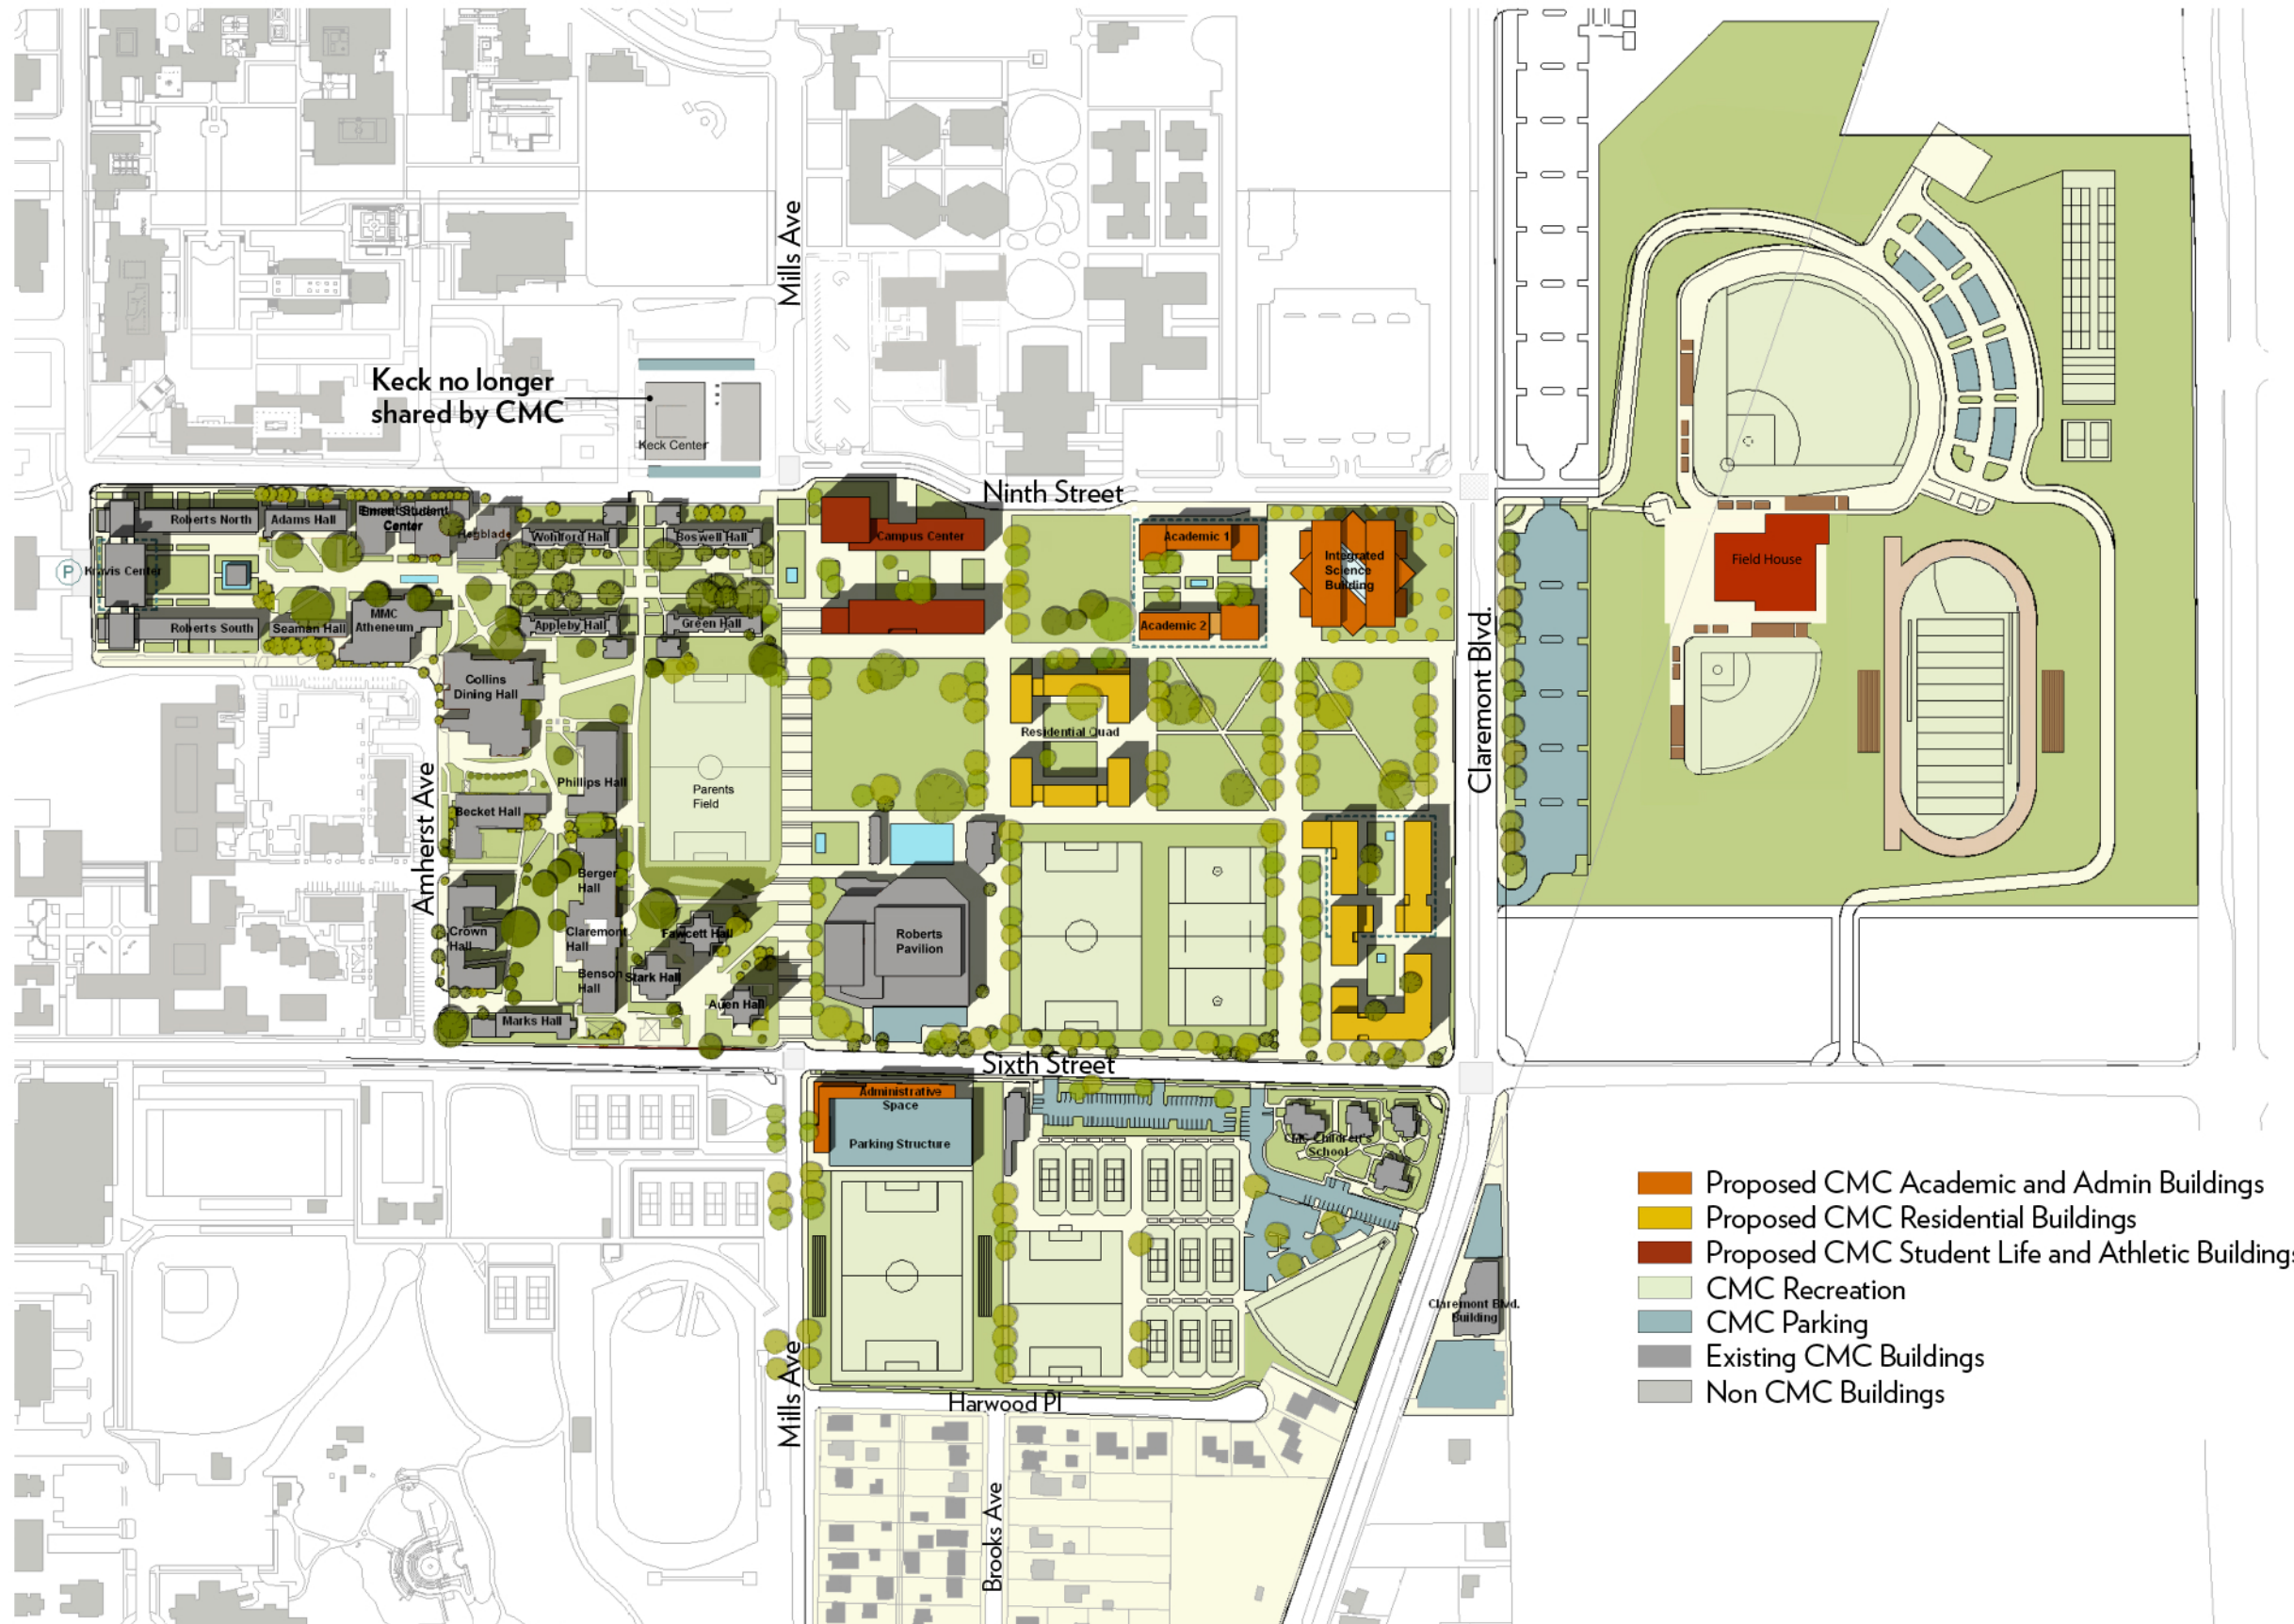 Mills Ave
Keck no longer
shared by CMC
Keck Center
Ninth Street
Roberts North
Adams Hall
Center
Wohlford Hall
Boswell Hall
Campus Center
Academic 1
Integrated
Science
Building
Field House
P
Kravis Center
MMC
Atheneum
Roberts South
Seaman Hall
Appleby Hall
Green Hall
Academic 2
Claremont Blvd.
Collins
Dining Hall
Residential Quad
Phillips Hall
Parents
Field
Amherst Ave
Becket Hall
Berger
Hall
Crown
Hall
Claremont
Hall
Fawcett Hall
Roberts
Pavilion
Benson
Hall
Stark Hall
Auen Hall
Marks Hall
Sixth Street
Administrative
Space
Parking Structure
CMC Children's
School
Claremont Blvd.
Building
Mills Ave
Harwood Pl
Brooks Ave
Proposed CMC Academic and Admin Buildings
Proposed CMC Residential Buildings
Proposed CMC Student Life and Athletic Buildings
CMC Recreation
CMC Parking
Existing CMC Buildings
Non CMC Buildings